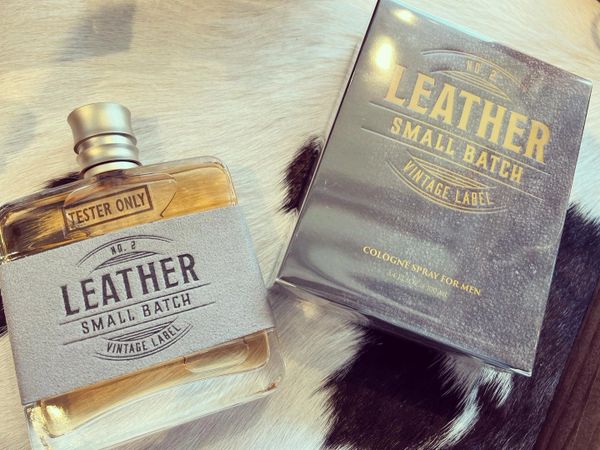 TESTER ONLY
NO. 2
LEATHER
SMALL BATCH
VINTAGE LABEL
NO. 2
LEATHER
SMALL BATCH
VINTAGE LABEL
COLOGNE SPRAY FOR MEN